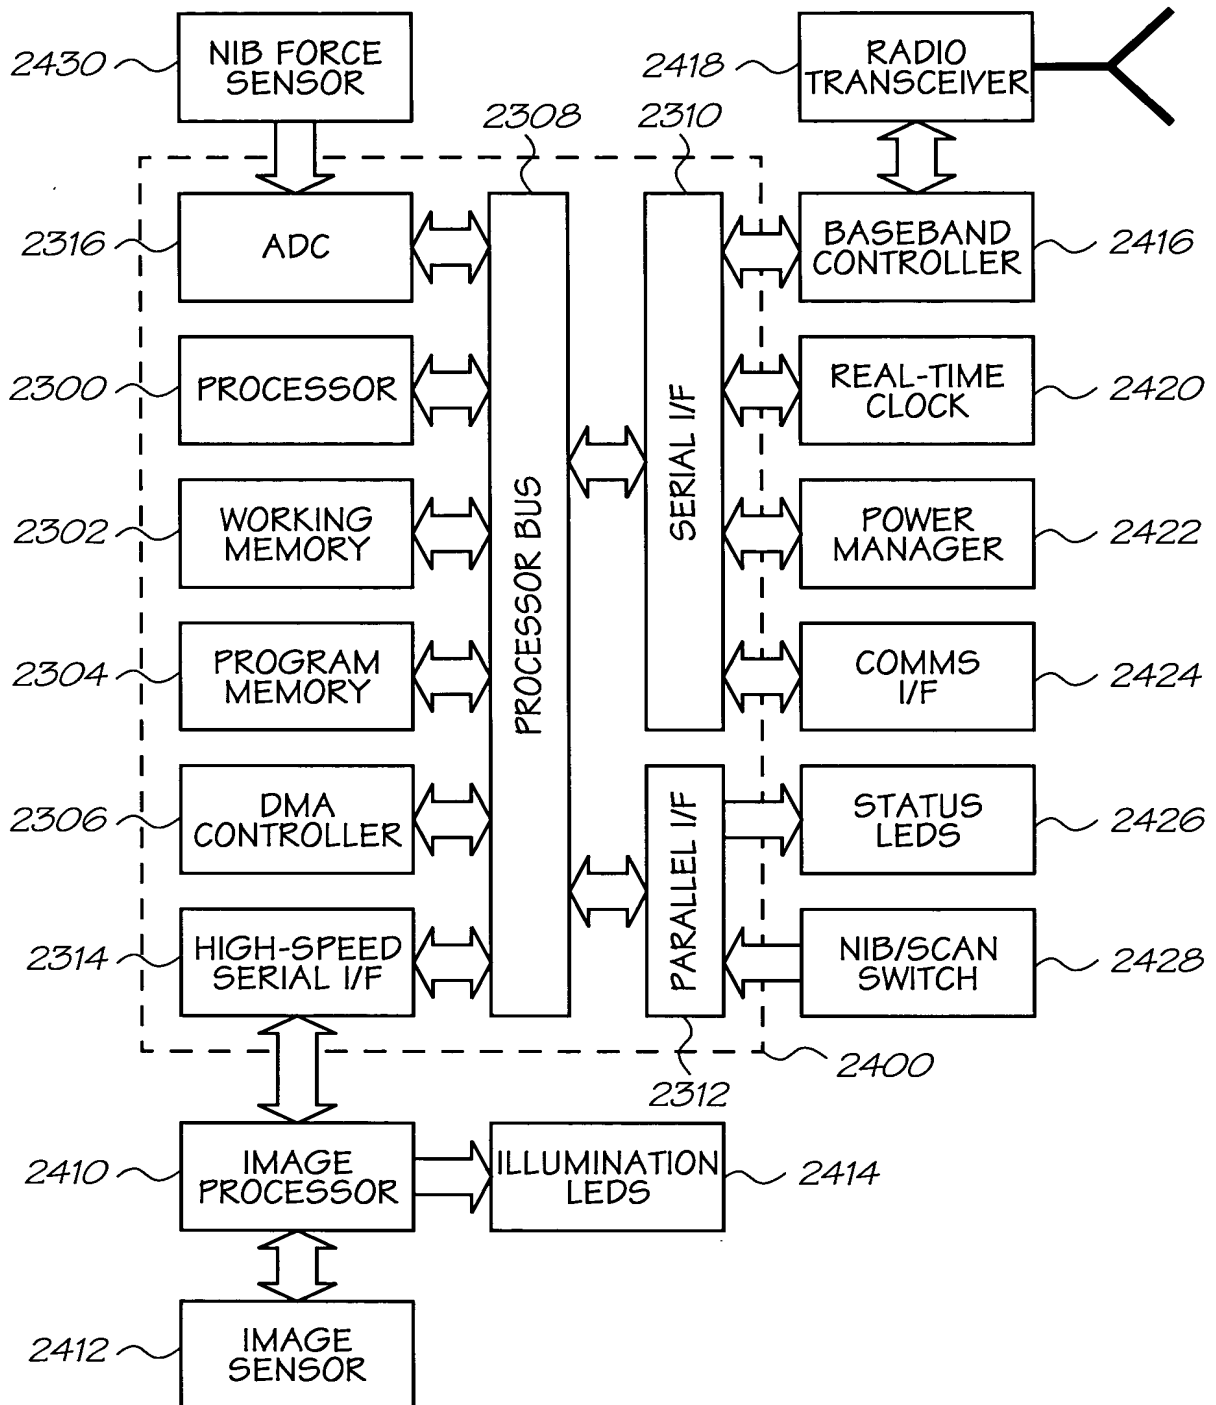 2430
NIB FORCE
SENSOR
2418
RADIO
TRANSCEIVER
2308
2310
2316
ADC
BASEBAND
CONTROLLER
2416
2300
PROCESSOR
REAL-TIME
CLOCK
2420
2302
WORKING
MEMORY
PROCESSOR BUS
SERIAL I/F
POWER
MANAGER
2422
2304
PROGRAM
MEMORY
COMMS
I/F
2424
2306
DMA
CONTROLLER
PARALLEL I/F
STATUS
LEDS
2426
2314
HIGH-SPEED
SERIAL I/F
NIB/SCAN
SWITCH
2428
2312
2400
2410
IMAGE
PROCESSOR
ILLUMINATION
LEDS
2414
2412
IMAGE
SENSOR